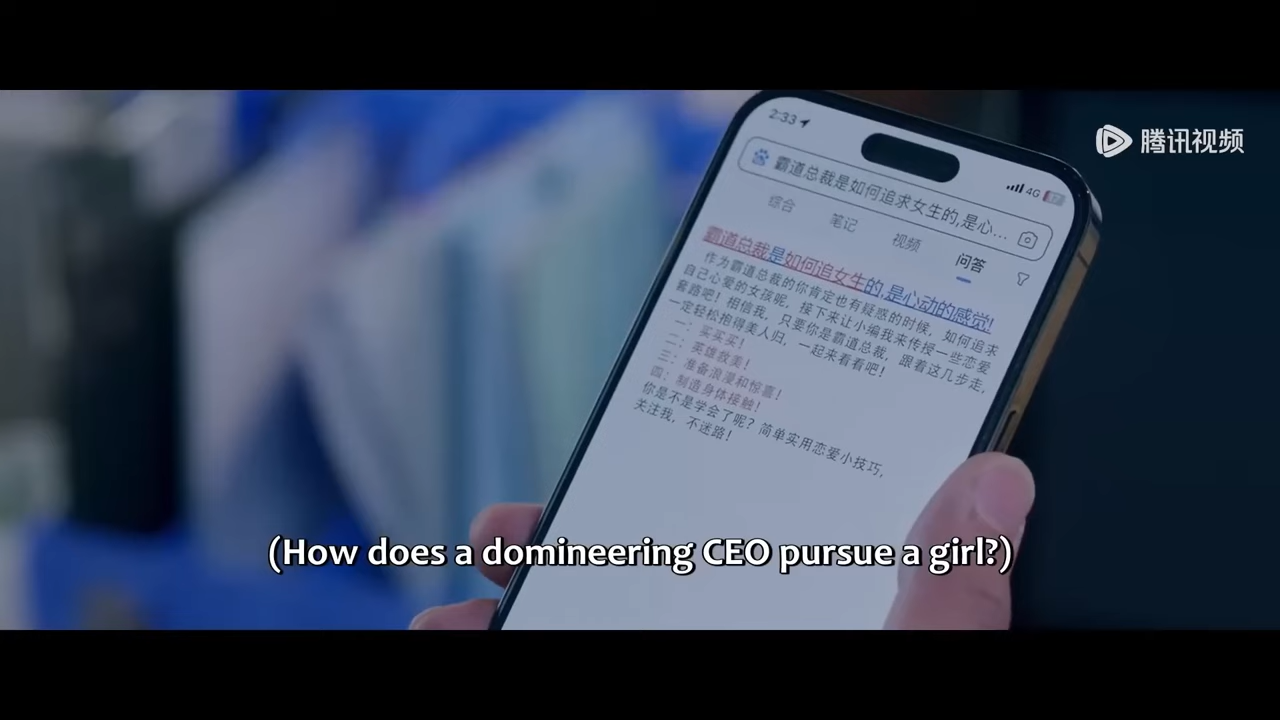 腾讯视频
2:33
4G
霸道总裁是如何追求女生的,是心...
综合 笔记 视频 问答
霸道总裁是如何追女生的,是心动的感觉!
作为霸道总裁的你肯定也有疑惑的时候，如何追求
自己心爱的女孩呢，接下来让小编我来传授一些恋爱
套路吧！相信我，只要你是霸道总裁，跟着这几步走，
一定轻松抱得美人归，一起来看看吧！
一：买买买！
二：英雄救美！
三：准备浪漫和惊喜！
四：制造身体接触！
你是不是学会了呢？简单实用恋爱小技巧，
关注我，不迷路！
(How does a domineering CEO pursue a girl?)